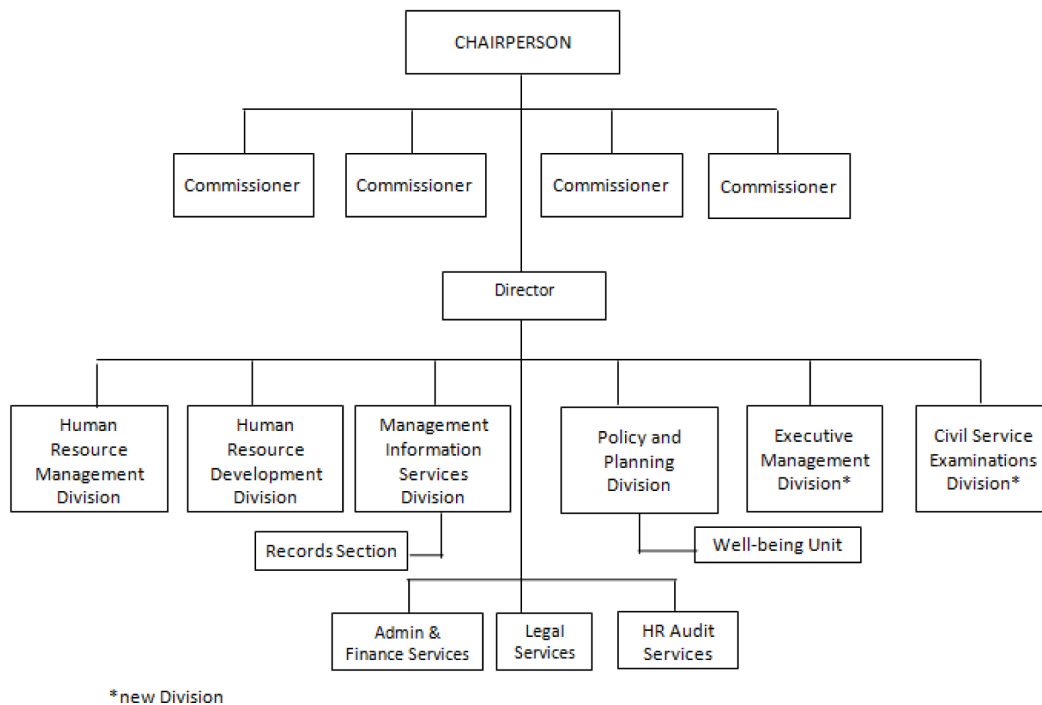 CHAIRPERSON
Commissioner
Commissioner
Commissioner
Commissioner
Director
Human
Resource
Management
Division
Human
Resource
Development
Division
Management
Information
Services
Division
Policy and
Planning
Division
Executive
Management
Division*
Civil Service
Examinations
Division*
Records Section
Well-being Unit
Admin &
Finance Services
Legal
Services
HR Audit
Services
*new Division